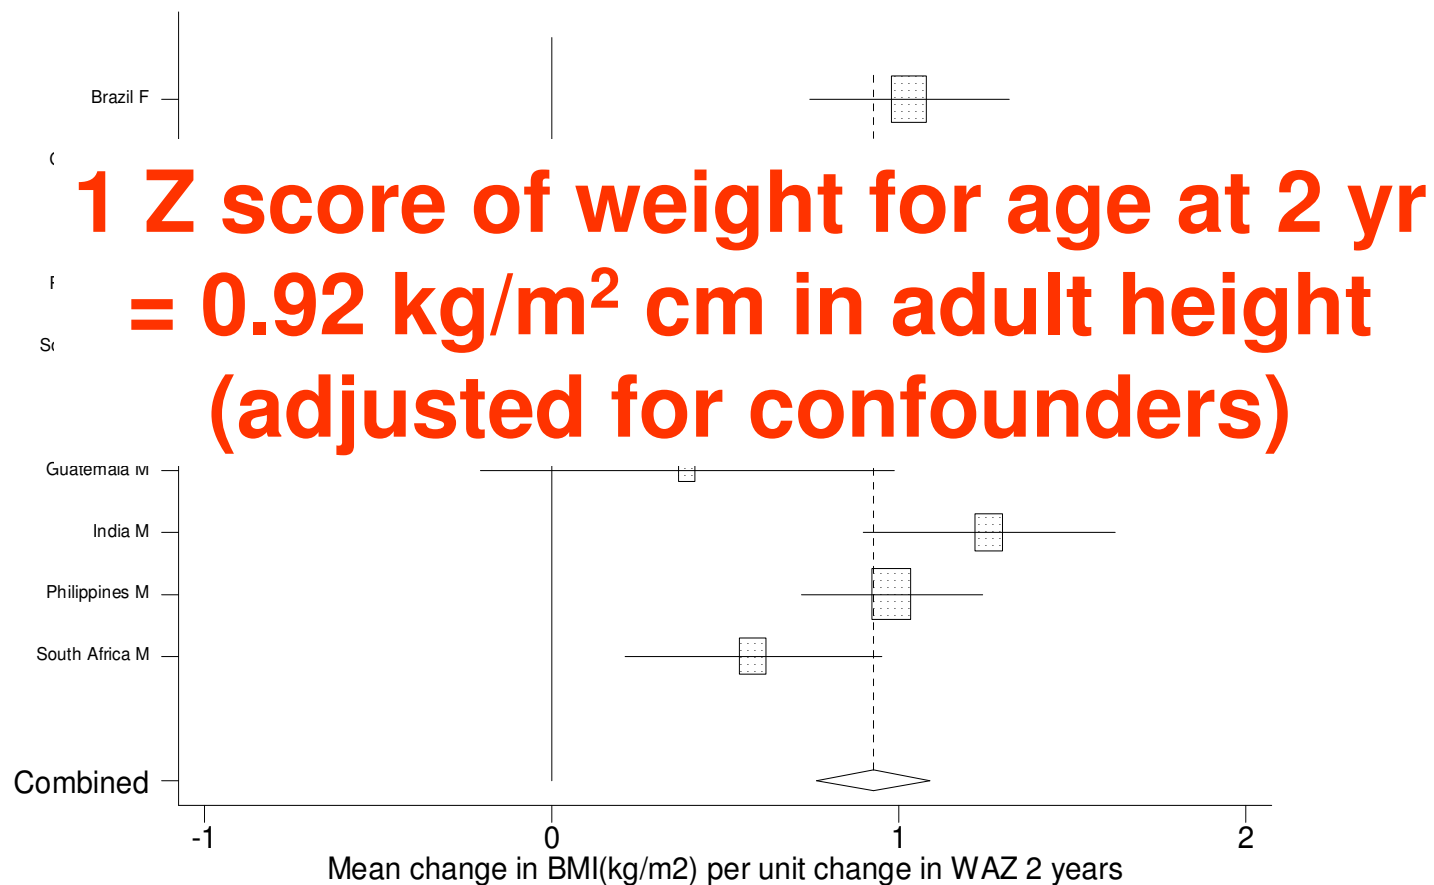 Brazil F
1 Z score of weight for age at 2 yr
= 0.92 kg/m² cm in adult height
(adjusted for confounders)
Guatemala M
India M
Philippines M
South Africa M
Combined
-1 0 1 2
Mean change in BMI(kg/m2) per unit change in WAZ 2 years